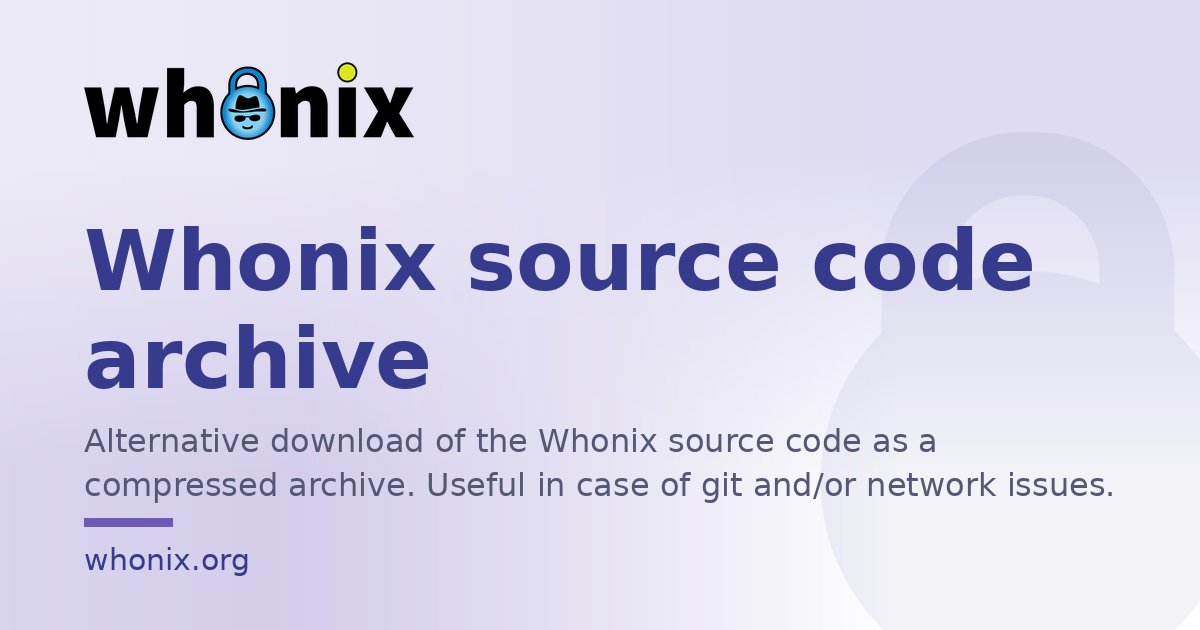 whonix
Whonix source code
archive
Alternative download of the Whonix source code as a
compressed archive. Useful in case of git and/or network issues.
whonix.org